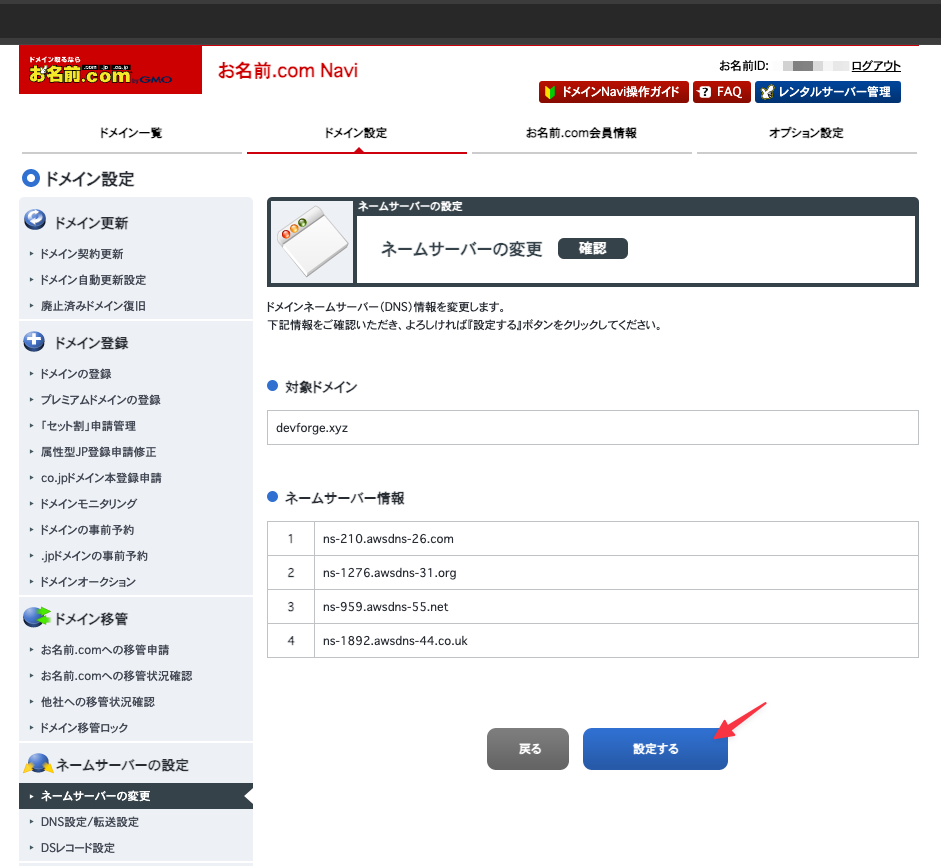 ドメイン取るなら
お名前.com
by GMO
お名前.com Navi
お名前ID:
ログアウト
ドメインNavi操作ガイド
? FAQ
レンタルサーバー管理
ドメイン一覧
ドメイン設定
お名前.com会員情報
オプション設定
ドメイン設定
ドメイン更新
ドメイン契約更新
ドメイン自動更新設定
廃止済みドメイン復旧
ドメイン登録
ドメインの登録
プレミアムドメインの登録
「セット割」申請管理
属性型JP登録申請修正
co.jpドメイン本登録申請
ドメインモニタリング
ドメインの事前予約
.jpドメインの事前予約
ドメインオークション
ドメイン移管
お名前.comへの移管申請
お名前.comへの移管状況確認
他社への移管状況確認
ドメイン移管ロック
ネームサーバーの設定
ネームサーバーの変更
DNS設定/転送設定
DSレコード設定
ネームサーバーの設定
ネームサーバーの変更 確認
ドメインネームサーバー(DNS)情報を変更します。
下記情報をご確認いただき、よろしければ『設定する』ボタンをクリックしてください。
対象ドメイン
devforge.xyz
ネームサーバー情報
1 ns-210.awsdns-26.com
2 ns-1276.awsdns-31.org
3 ns-959.awsdns-55.net
4 ns-1892.awsdns-44.co.uk
戻る
設定する